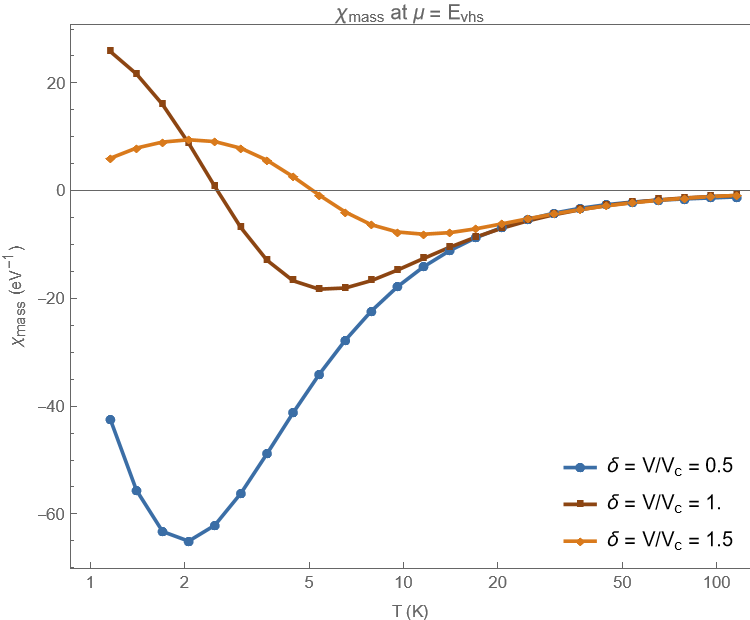 χmass at μ = Evhs
20
0
−20
−40
−60
χmass (eV⁻¹)
δ = V/Vc = 0.5
δ = V/Vc = 1.
δ = V/Vc = 1.5
1 2 5 10 20 50 100
T (K)